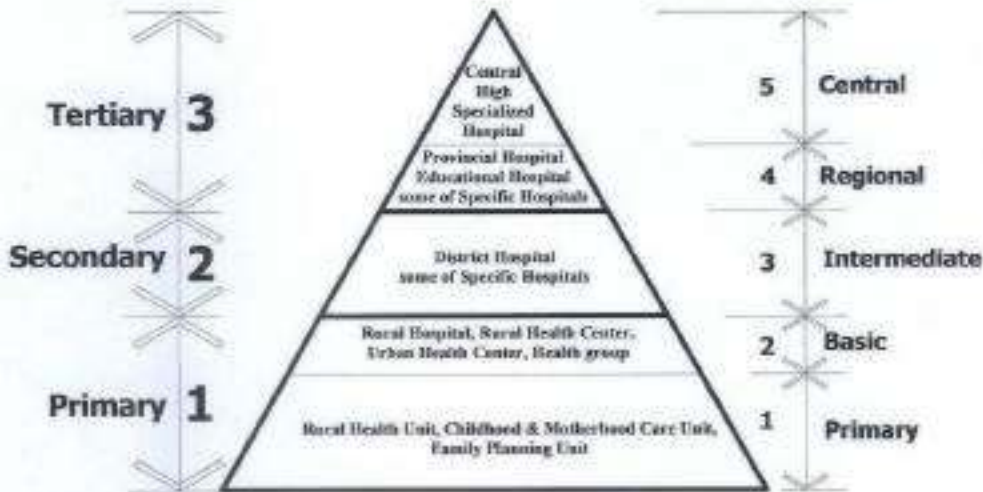 Tertiary 3
Secondary 2
Primary 1
Central
High
Specialized
Hospital
Provincial Hospital
Educational Hospital
some of Specific Hospitals
District Hospital
some of Specific Hospitals
Rural Hospital, Rural Health Center,
Urban Health Center, Health group
Rural Health Unit, Childhood & Motherhood Care Unit,
Family Planning Unit
5 Central
4 Regional
3 Intermediate
2 Basic
1 Primary